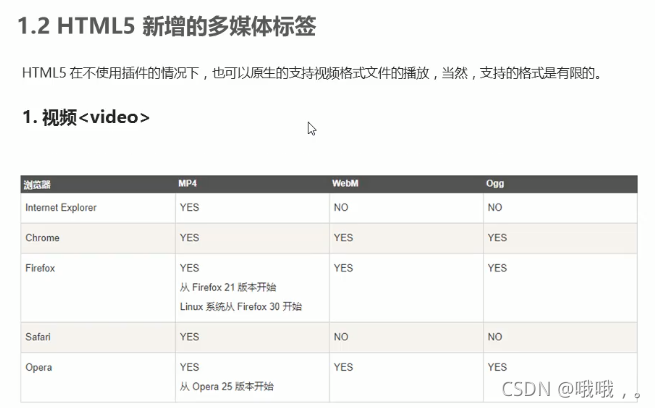 1.2 HTML5 新增的多媒体标签
HTML5 在不使用插件的情况下，也可以原生的支持视频格式文件的播放，当然，支持的格式是有限的。
1. 视频<video>
浏览器 MP4 WebM Ogg
Internet Explorer YES NO NO
Chrome YES YES YES
Firefox YES YES YES
从 Firefox 21 版本开始
Linux 系统从 Firefox 30 开始
Safari YES NO NO
Opera YES YES YES
从 Opera 25 版本开始
CSDN @哦哦，。